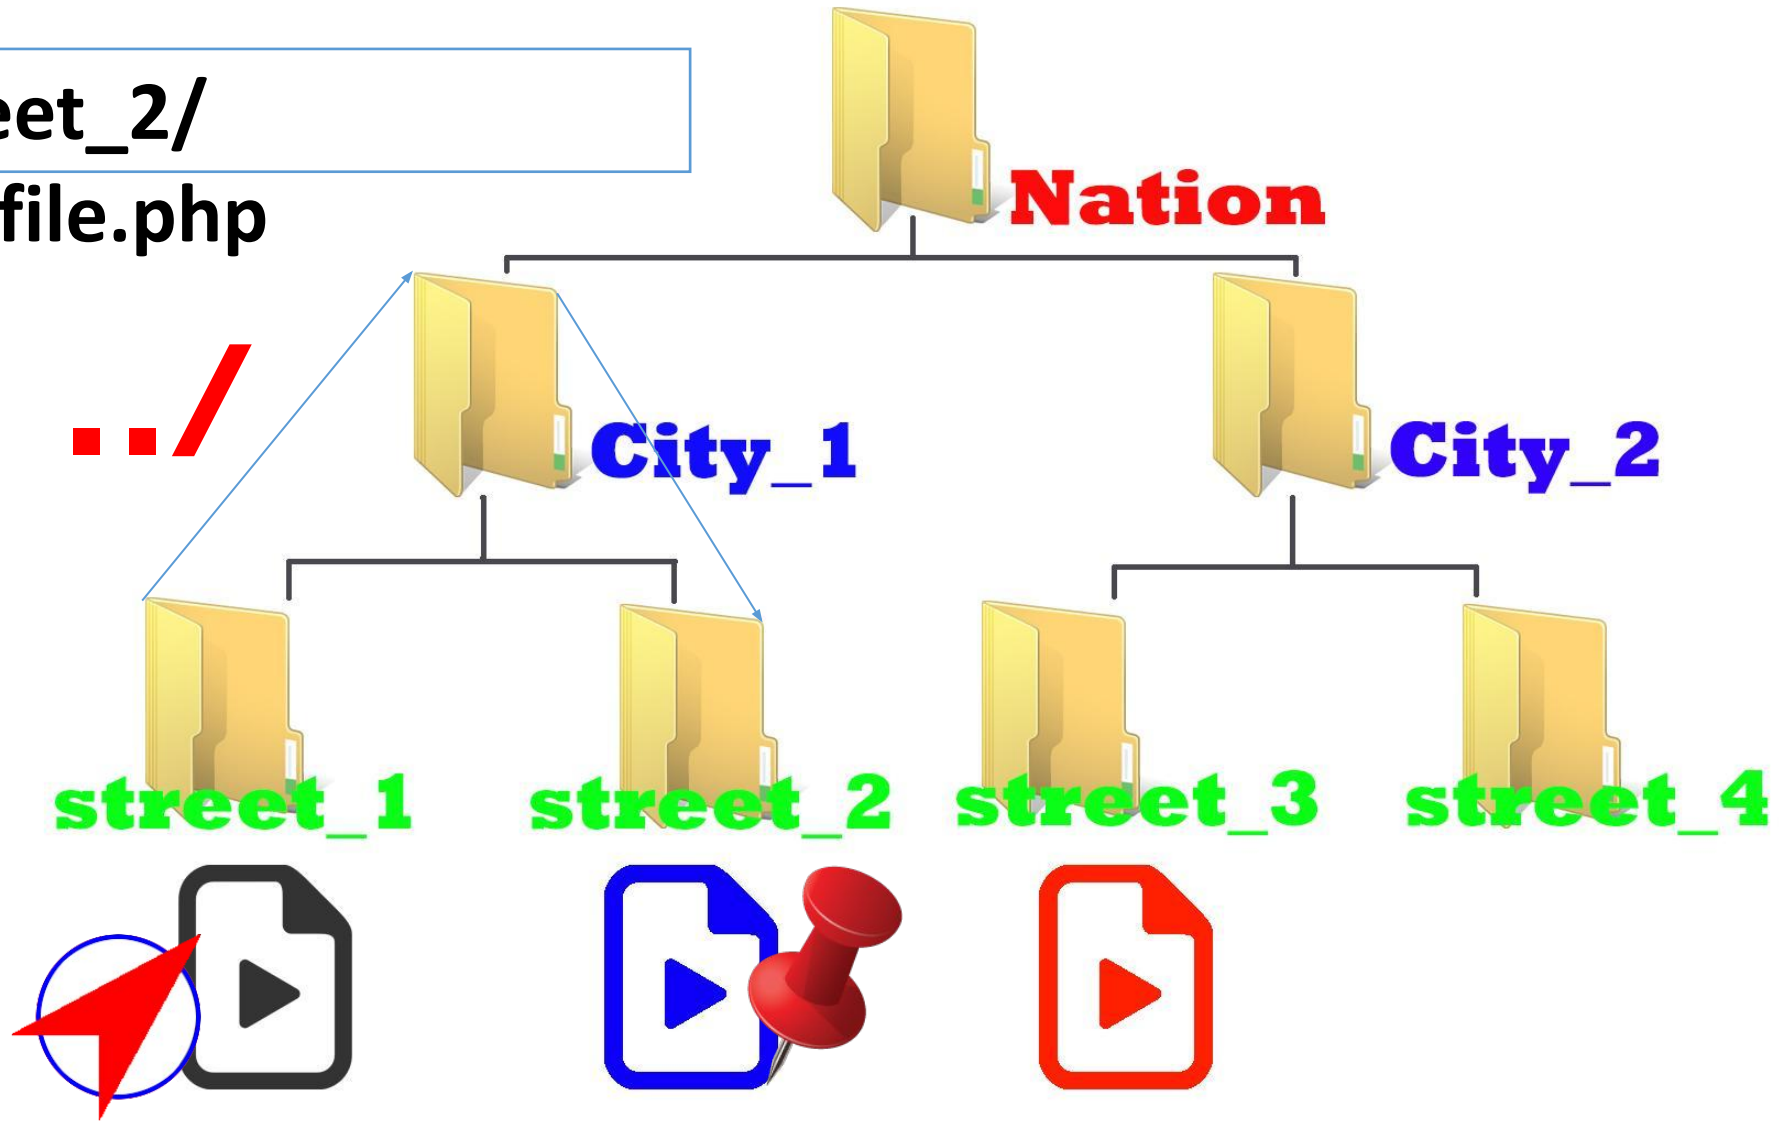 eet_2/
file.php
Nation
../
City_1
City_2
street_1
street_2
street_3
street_4